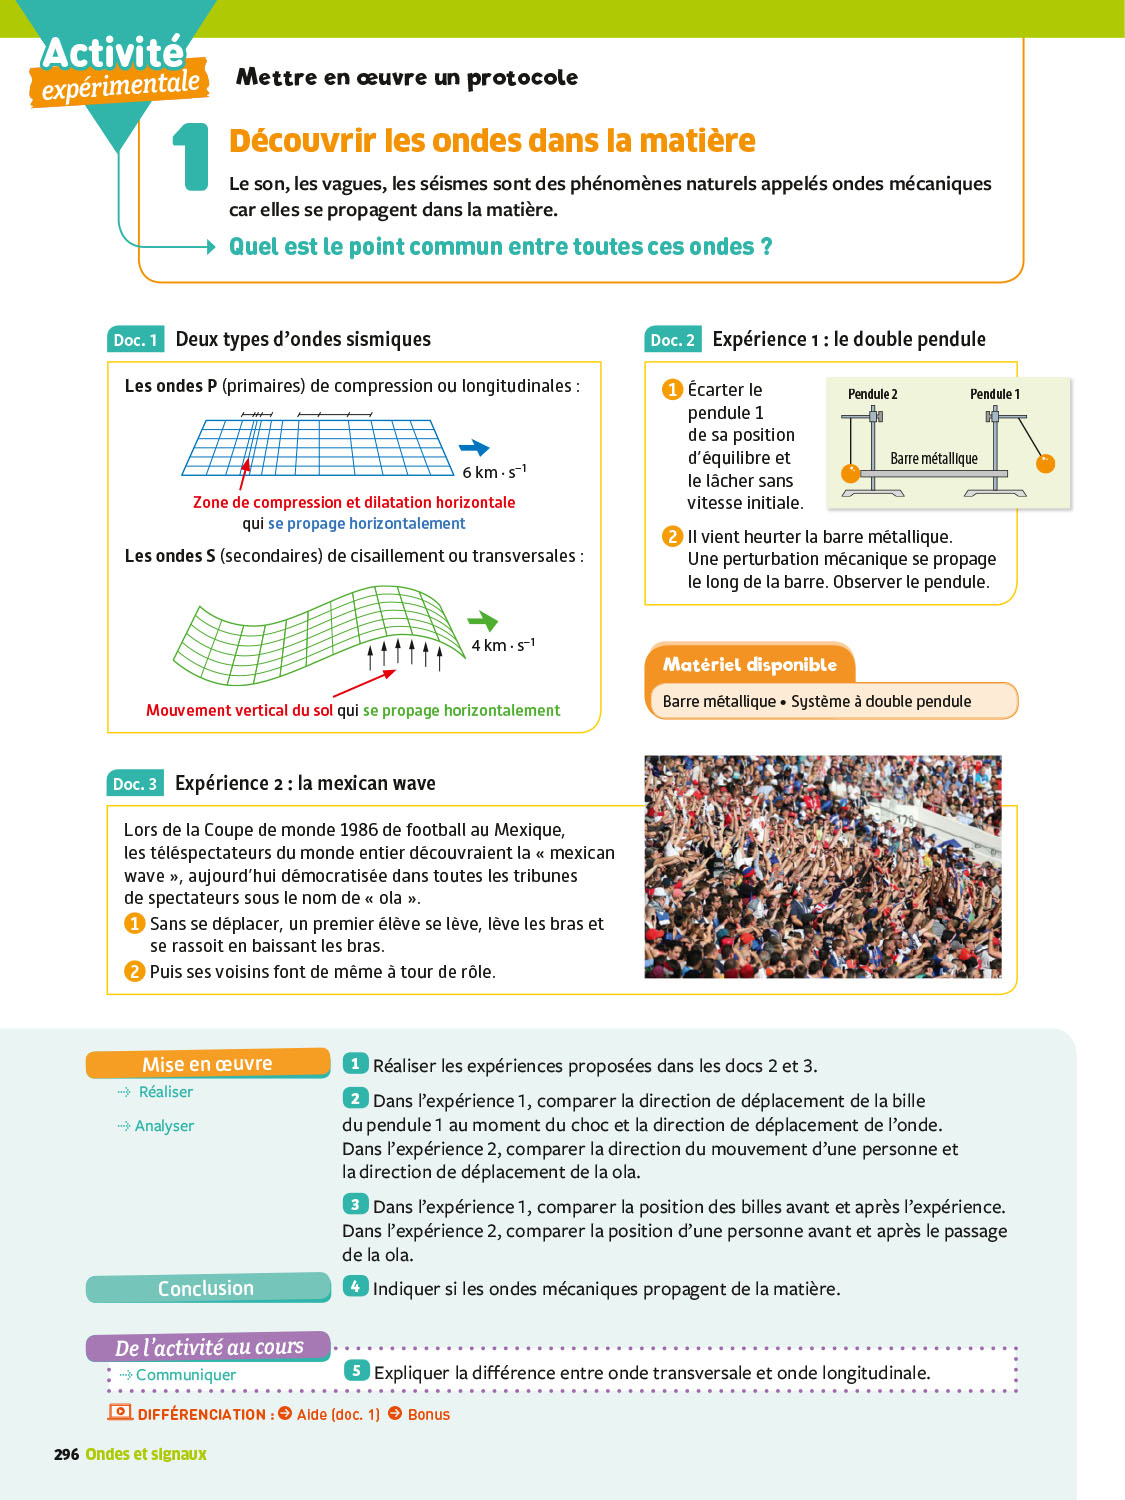 Activité
expérimentale
Mettre en œuvre un protocole
1
Découvrir les ondes dans la matière
Le son, les vagues, les séismes sont des phénomènes naturels appelés ondes mécaniques
car elles se propagent dans la matière.
Quel est le point commun entre toutes ces ondes ?
Doc. 1 Deux types d’ondes sismiques
Les ondes P (primaires) de compression ou longitudinales :
6 km · s⁻¹
Zone de compression et dilatation horizontale
qui se propage horizontalement
Les ondes S (secondaires) de cisaillement ou transversales :
4 km · s⁻¹
Mouvement vertical du sol qui se propage horizontalement
Doc. 2 Expérience 1 : le double pendule
1 Écarter le
pendule 1
de sa position
d’équilibre et
le lâcher sans
vitesse initiale.
Pendule 2
Pendule 1
Barre métallique
2 Il vient heurter la barre métallique.
Une perturbation mécanique se propage
le long de la barre. Observer le pendule.
Matériel disponible
Barre métallique • Système à double pendule
Doc. 3 Expérience 2 : la mexican wave
Lors de la Coupe de monde 1986 de football au Mexique,
les téléspectateurs du monde entier découvraient la « mexican
wave », aujourd’hui démocratisée dans toutes les tribunes
de spectateurs sous le nom de « ola ».
1 Sans se déplacer, un premier élève se lève, lève les bras et
se rassoit en baissant les bras.
2 Puis ses voisins font de même à tour de rôle.
Mise en œuvre
Réaliser
Analyser
1 Réaliser les expériences proposées dans les docs 2 et 3.
2 Dans l’expérience 1, comparer la direction de déplacement de la bille
du pendule 1 au moment du choc et la direction de déplacement de l’onde.
Dans l’expérience 2, comparer la direction du mouvement d’une personne et
la direction de déplacement de la ola.
3 Dans l’expérience 1, comparer la position des billes avant et après l’expérience.
Dans l’expérience 2, comparer la position d’une personne avant et après le passage
de la ola.
Conclusion
4 Indiquer si les ondes mécaniques propagent de la matière.
De l’activité au cours
Communiquer
5 Expliquer la différence entre onde transversale et onde longitudinale.
DIFFÉRENCIATION : Aide (doc. 1) Bonus
296 Ondes et signaux